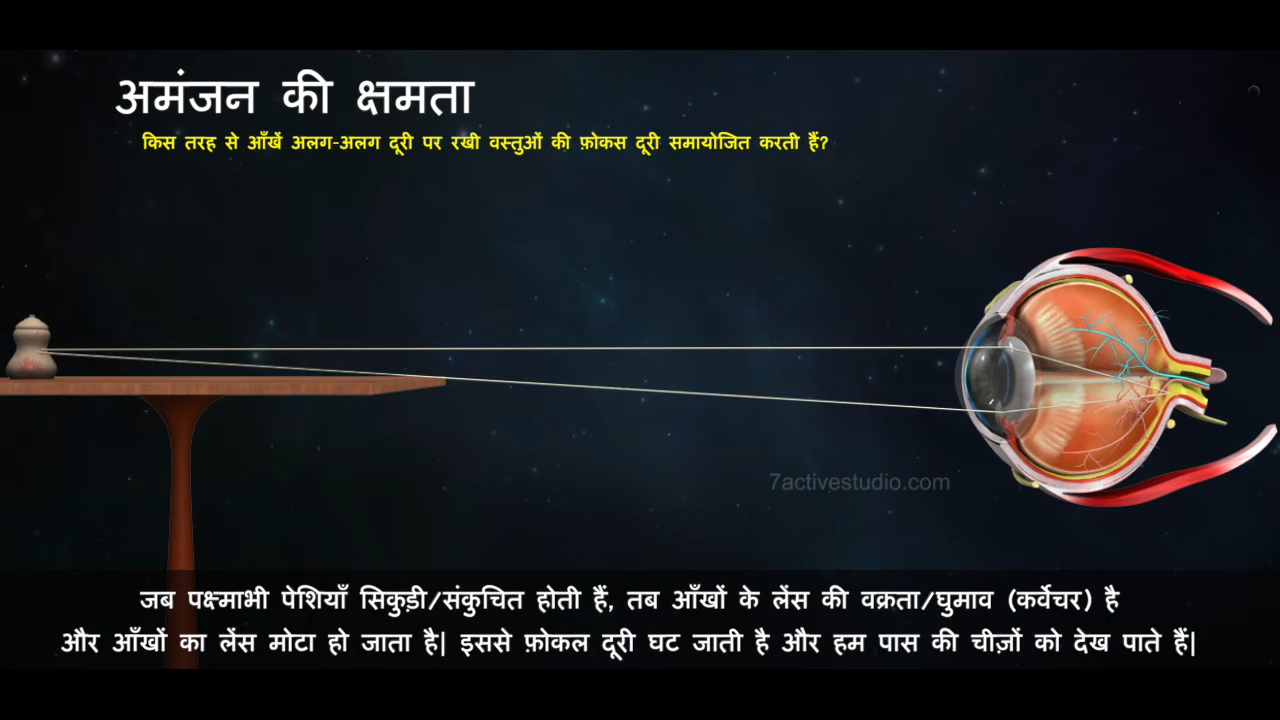 अमंजन की क्षमता
किस तरह से आँखें अलग-अलग दूरी पर रखी वस्तुओं की फ़ोकस दूरी समायोजित करती हैं?
7activestudio.com
जब पक्ष्माभी पेशियाँ सिकुड़ी/संकुचित होती हैं, तब आँखों के लेंस की वक्रता/घुमाव (कर्वेचर) है
और आँखों का लेंस मोटा हो जाता है| इससे फ़ोकल दूरी घट जाती है और हम पास की चीज़ों को देख पाते हैं|